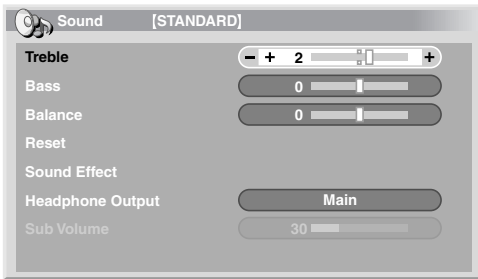 Sound [STANDARD]
Treble - + 2 +
Bass 0
Balance 0
Reset
Sound Effect
Headphone Output Main
Sub Volume 30